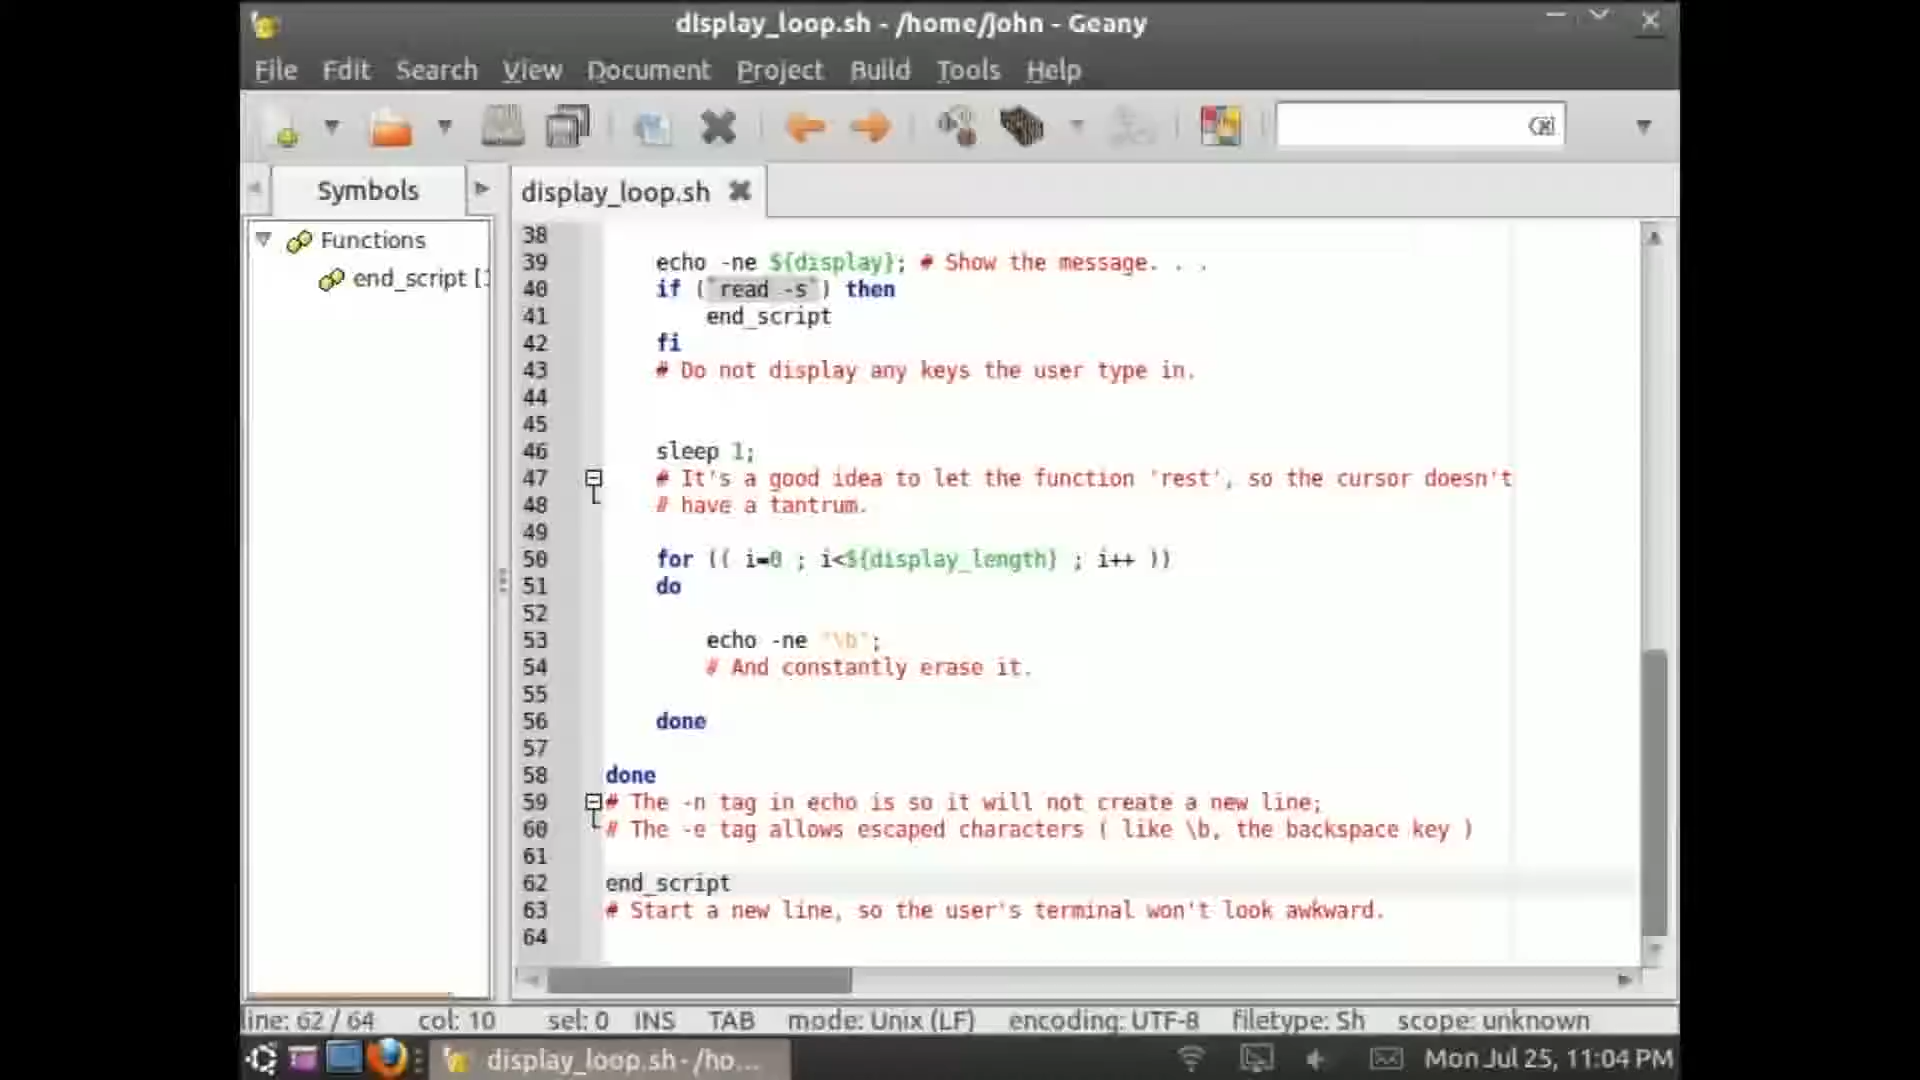 display_loop.sh - /home/john - Geany
File Edit Search View Document Project Build Tools Help
Symbols
display_loop.sh
Functions
end_script [
38
39 echo -ne ${display}; # Show the message. . .
40 if (`read -s`) then
41 end_script
42 fi
43 # Do not display any keys the user type in.
44
45
46 sleep 1;
47 # It's a good idea to let the function 'rest', so the cursor doesn't
48 # have a tantrum.
49
50 for (( i=0 ; i<${display_length} ; i++ ))
51 do
52
53 echo -ne "\b";
54 # And constantly erase it.
55
56 done
57
58 done
59 # The -n tag in echo is so it will not create a new line;
60 # The -e tag allows escaped characters ( like \b, the backspace key )
61
62 end_script
63 # Start a new line, so the user's terminal won't look awkward.
64
line: 62 / 64 col: 10 sel: 0 INS TAB mode: Unix (LF) encoding: UTF-8 filetype: Sh scope: unknown
display_loop.sh - /ho... Mon Jul 25, 11:04 PM